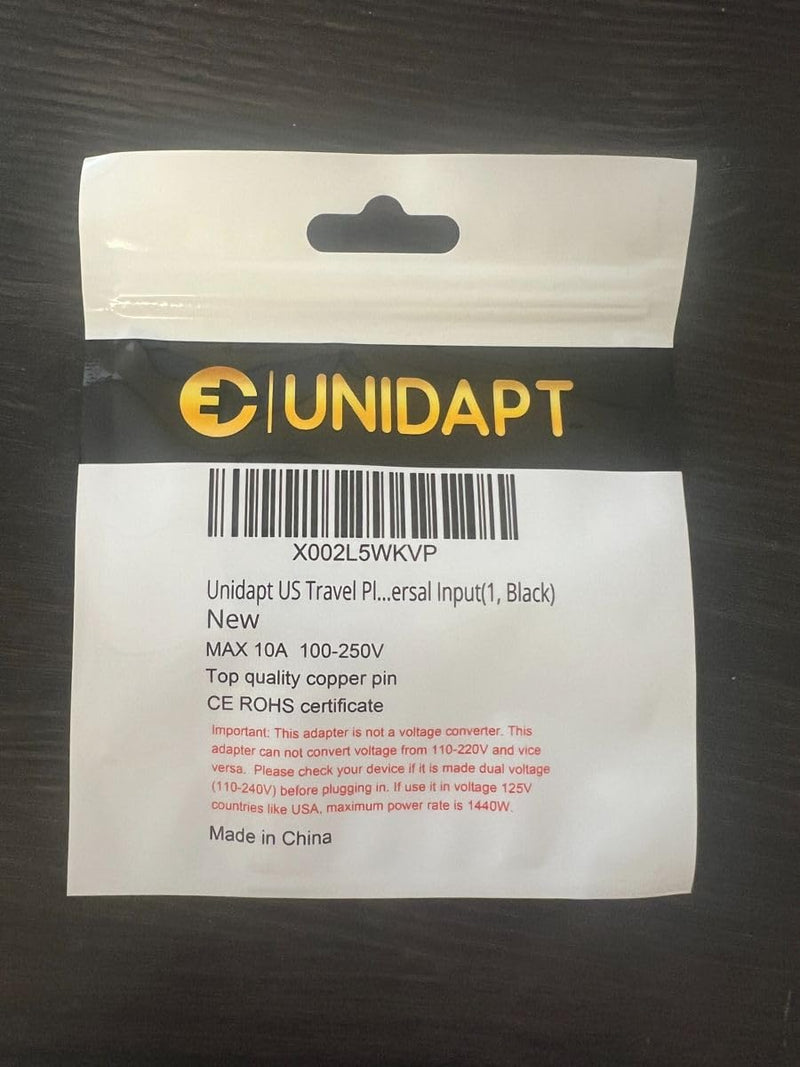 UNIDAPT
X002L5WKVP
Unidapt US Travel Pl...ersal Input(1, Black)
New
MAX 10A 100-250V
Top quality copper pin
CE ROHS certificate
Important: This adapter is not a voltage converter. This
adapter can not convert voltage from 110-220V and vice
versa. Please check your device if it is made dual voltage
(110-240V) before plugging in. If use it in voltage 125V
countries like USA, maximum power rate is 1440W.
Made in China